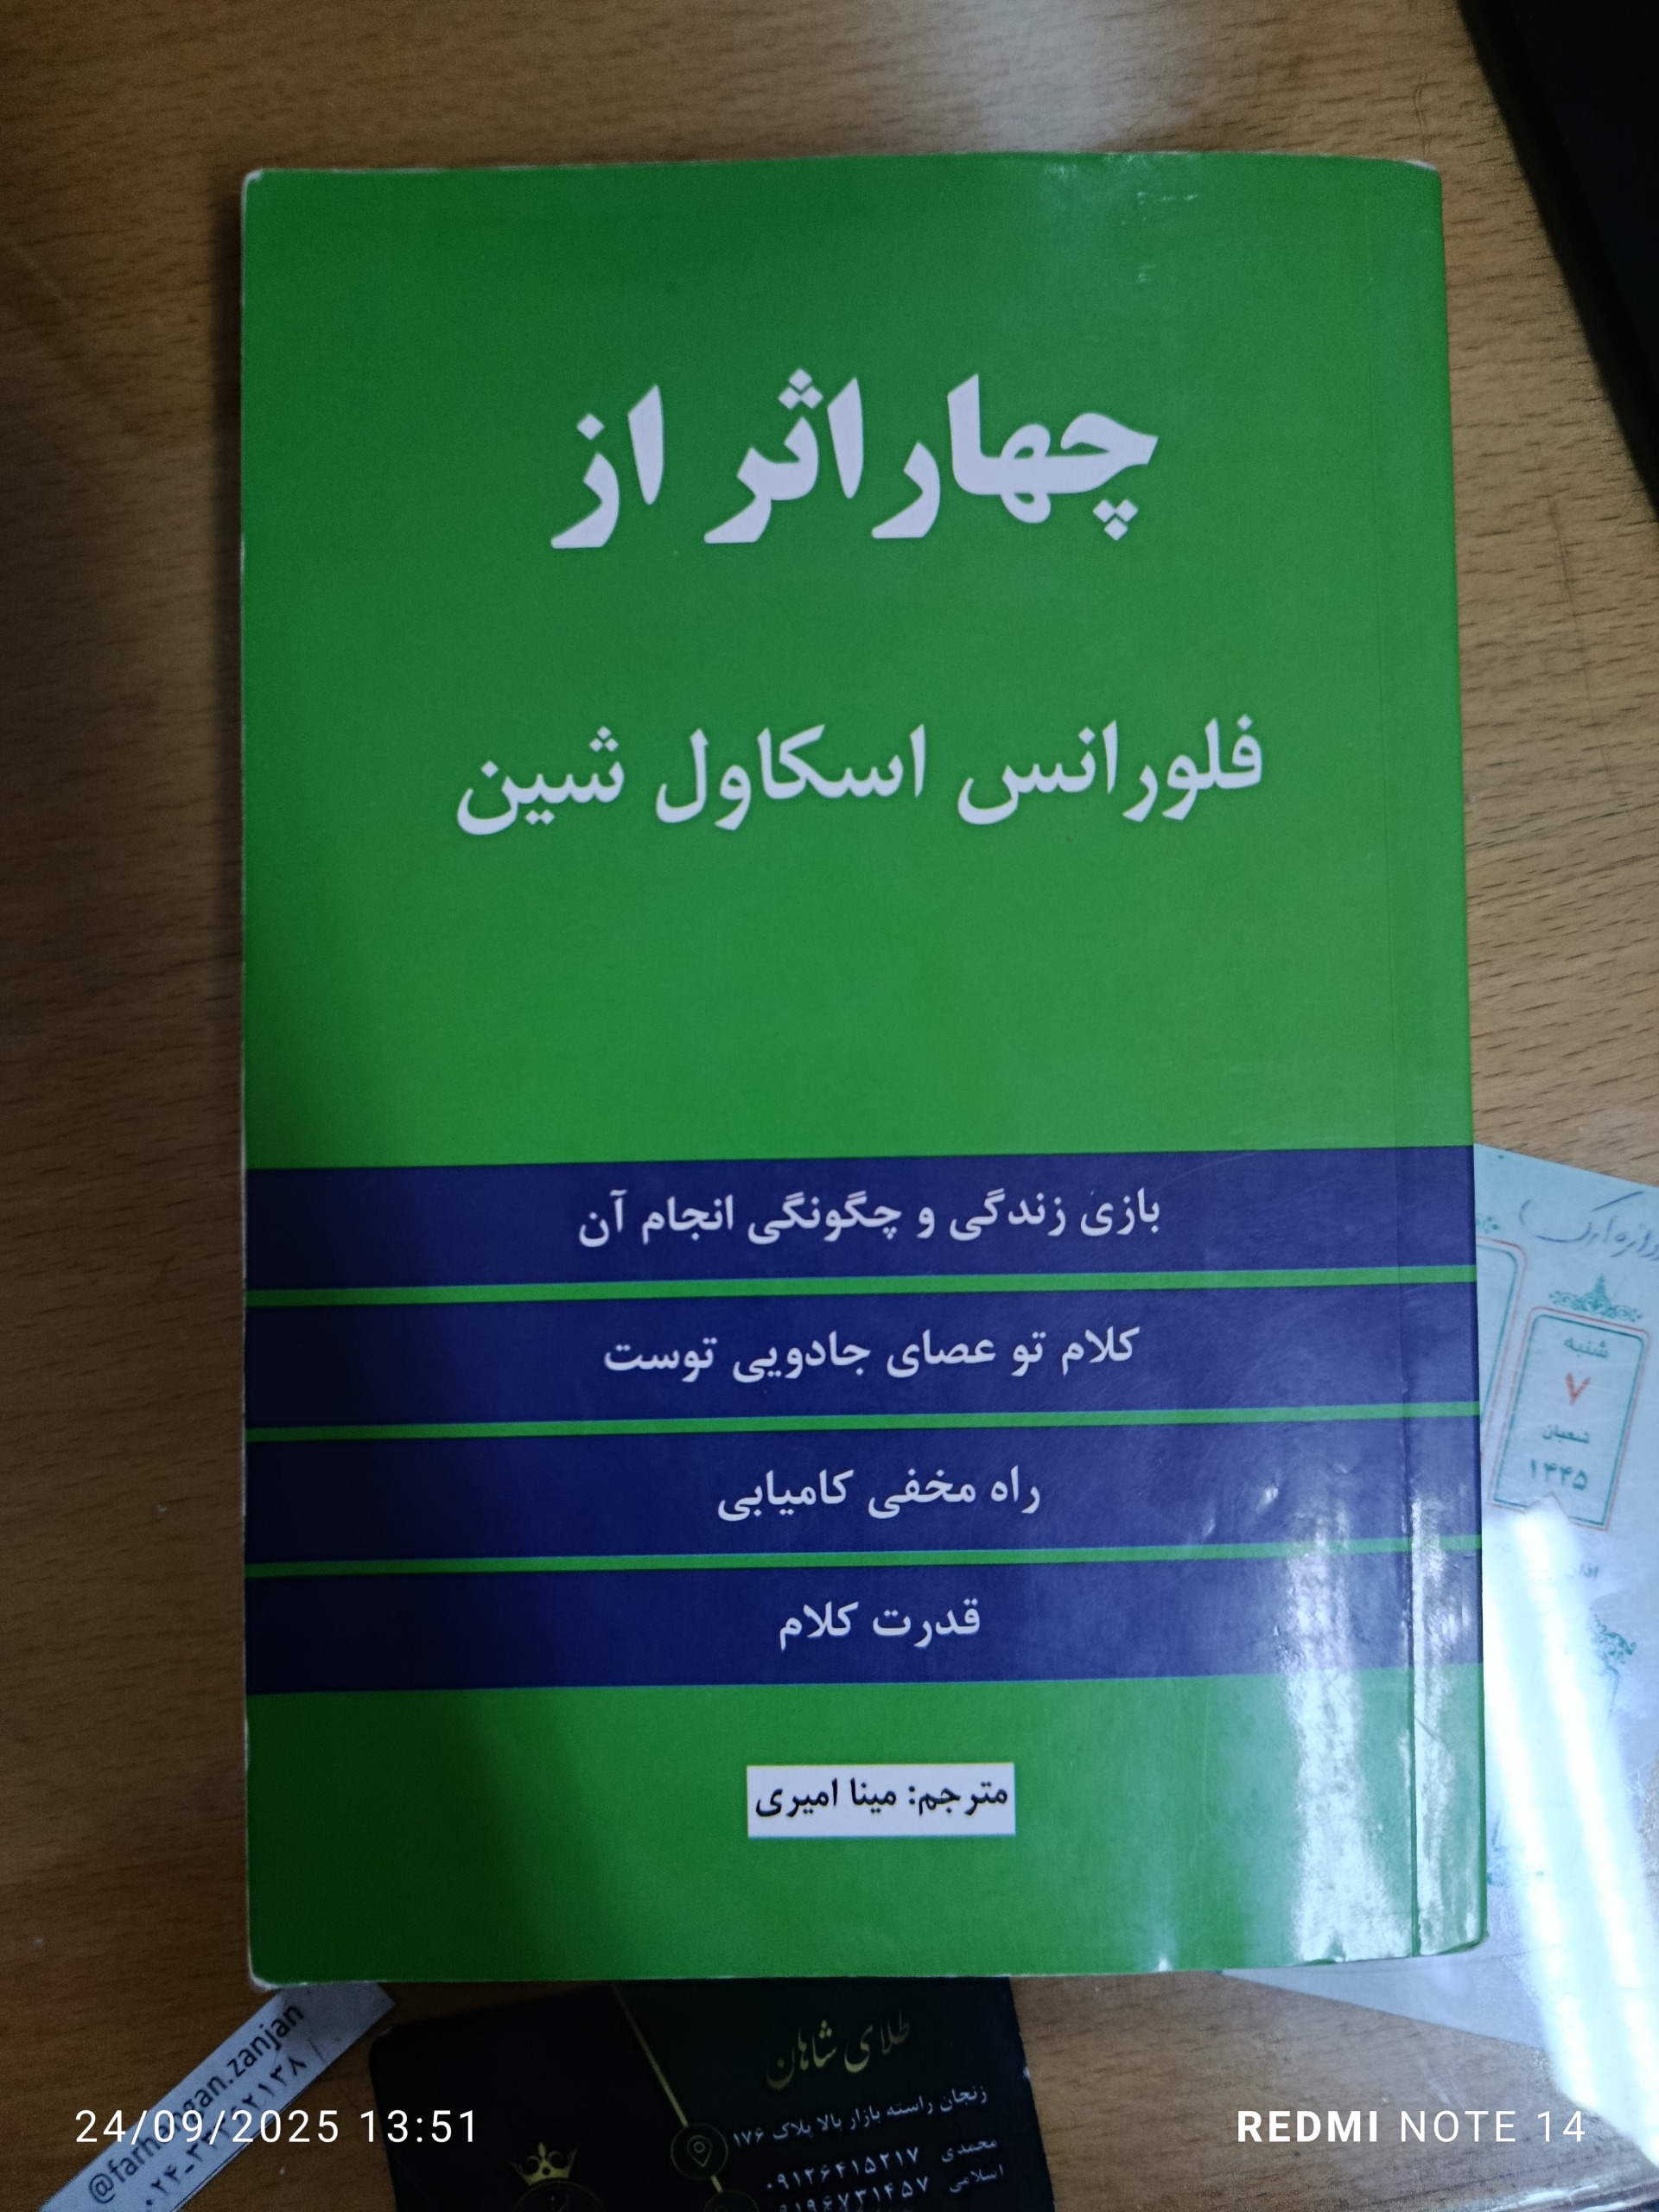 چهار اثر از
فلورانس اسکاول شین
بازی زندگی و چگونگی انجام آن
کلام تو عصای جادویی توست
راه مخفی کامیابی
قدرت کلام
مترجم: مینا امیری
شنبه
۷
شعبان
۱۴۴۵
طلای شاهان
زنجان راسته بازار بالا پلاک ۱۷۶
محمدی ۰۹۱۲۶۴۱۵۲۱۷
اسلامی
24/09/2025 13:51
REDMI NOTE 14